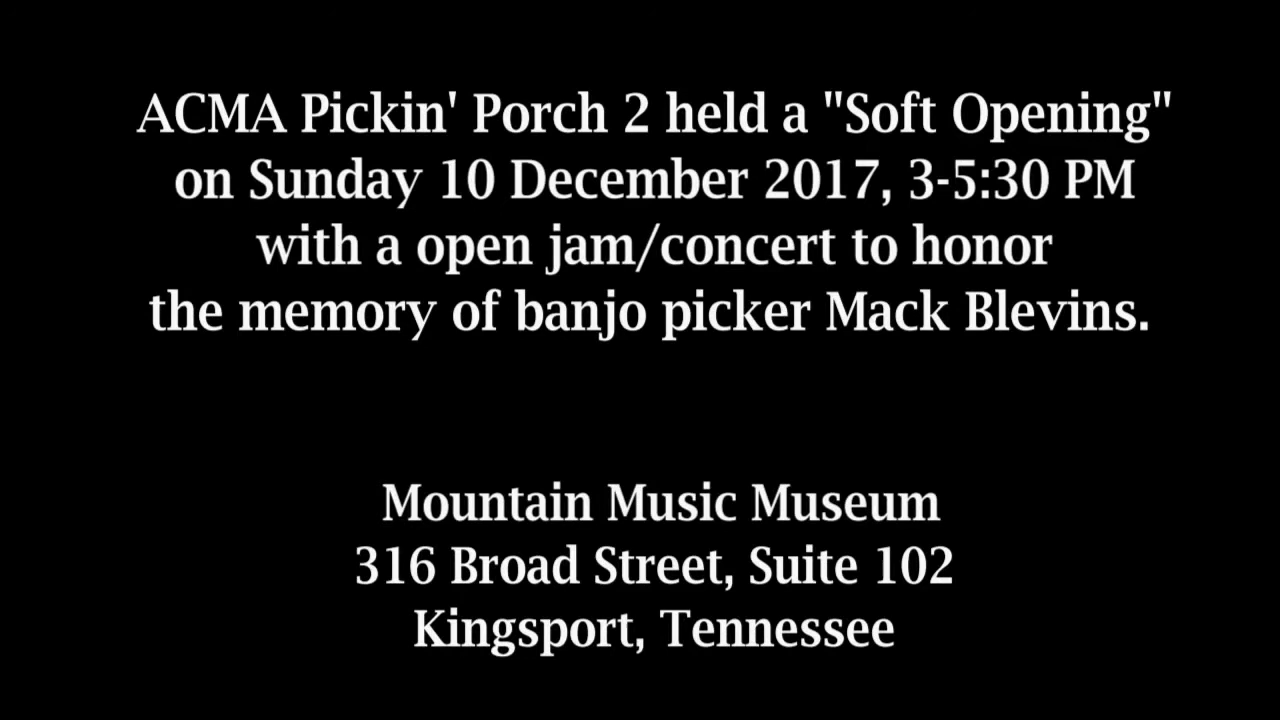 ACMA Pickin' Porch 2 held a "Soft Opening"
on Sunday 10 December 2017, 3-5:30 PM
with a open jam/concert to honor
the memory of banjo picker Mack Blevins.
Mountain Music Museum
316 Broad Street, Suite 102
Kingsport, Tennessee